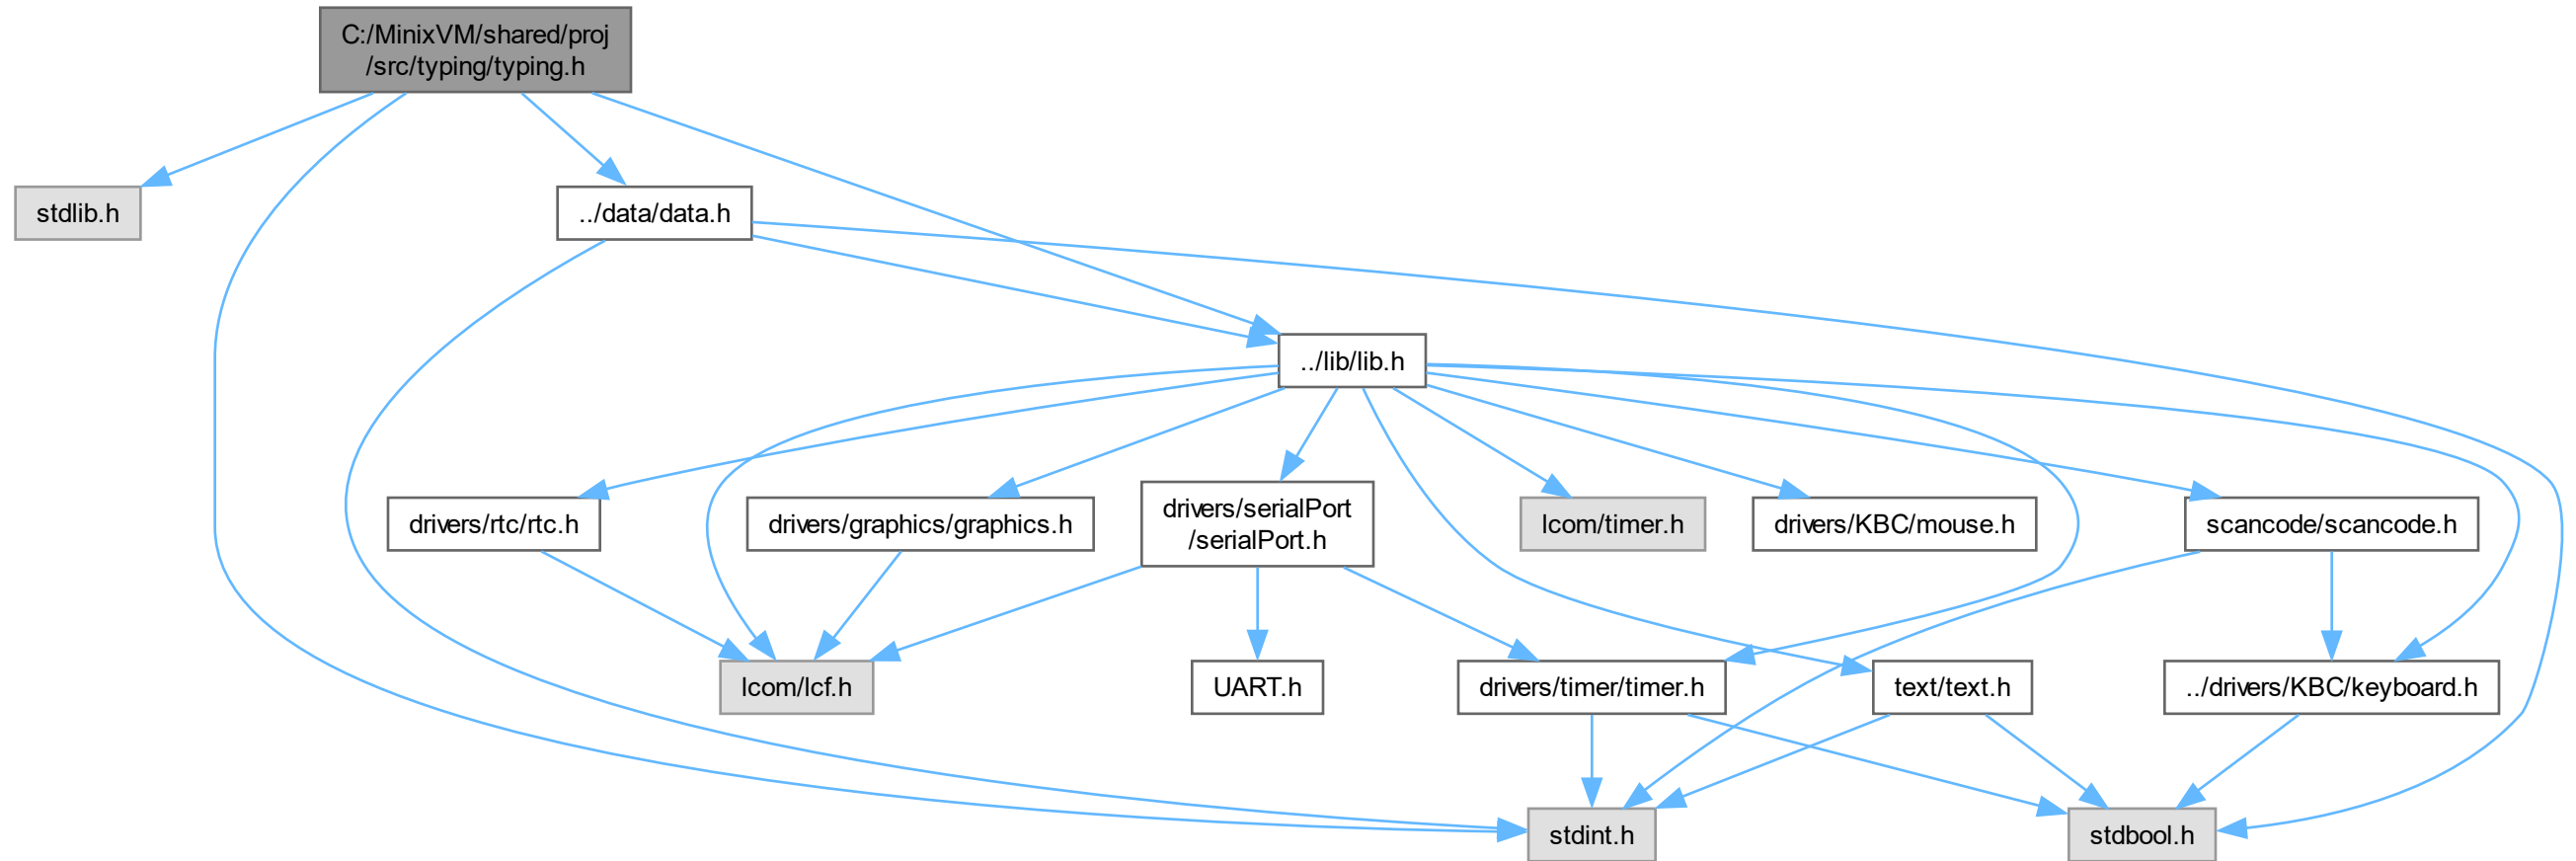 C:/MinixVM/shared/proj
/src/typing/typing.h
stdlib.h
../data/data.h
../lib/lib.h
drivers/rtc/rtc.h
drivers/graphics/graphics.h
drivers/serialPort
/serialPort.h
lcom/timer.h
drivers/KBC/mouse.h
scancode/scancode.h
lcom/lcf.h
UART.h
drivers/timer/timer.h
text/text.h
../drivers/KBC/keyboard.h
stdint.h
stdbool.h